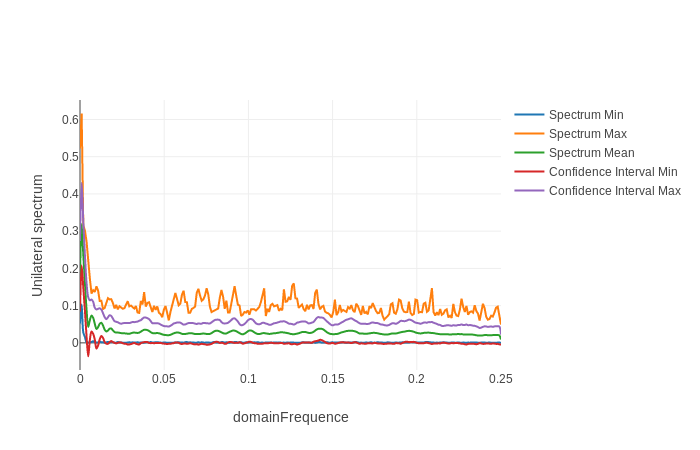 0.6
0.5
0.4
0.3
0.2
0.1
0
0
0.05
0.1
0.15
0.2
0.25
Unilateral spectrum
domainFrequence
Spectrum Min
Spectrum Max
Spectrum Mean
Confidence Interval Min
Confidence Interval Max